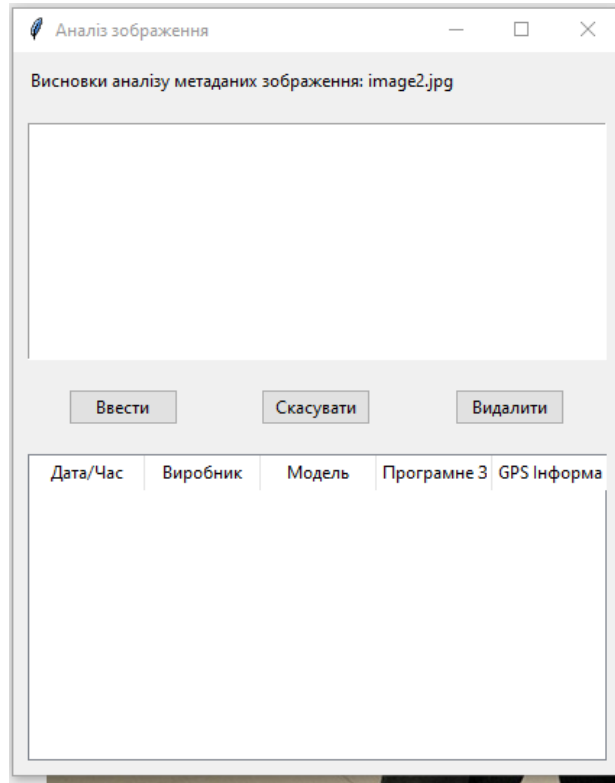 Аналіз зображення
Висновки аналізу метаданих зображення: image2.jpg
Ввести Скасувати Видалити
Дата/Час Виробник Модель Програмне З GPS Інформа